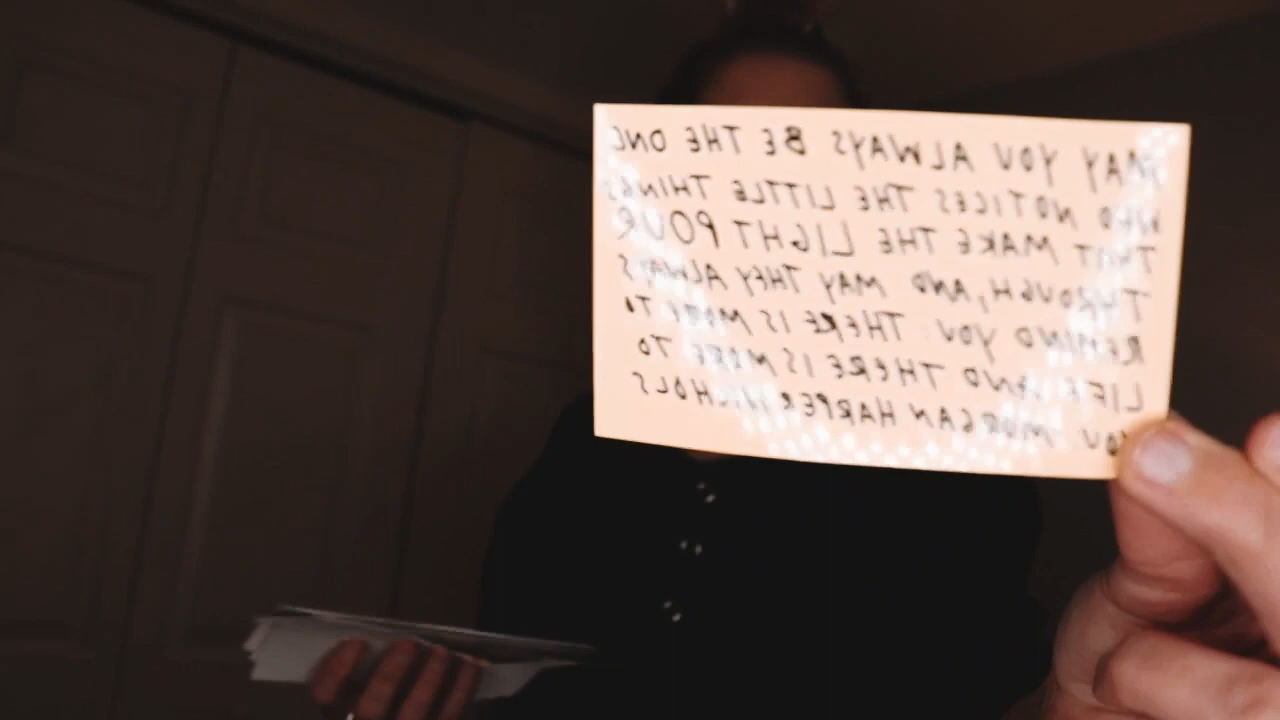 MAY YOU ALWAYS BE THE ONE
WHO NOTICES THE LITTLE THINGS
THAT MAKE THE LIGHT POUR
THROUGH, AND MAY THEY ALWAYS
REMIND YOU: THERE IS MORE TO
LIFE AND THERE IS MORE TO
YOU MORGAN HARPER NICHOLS